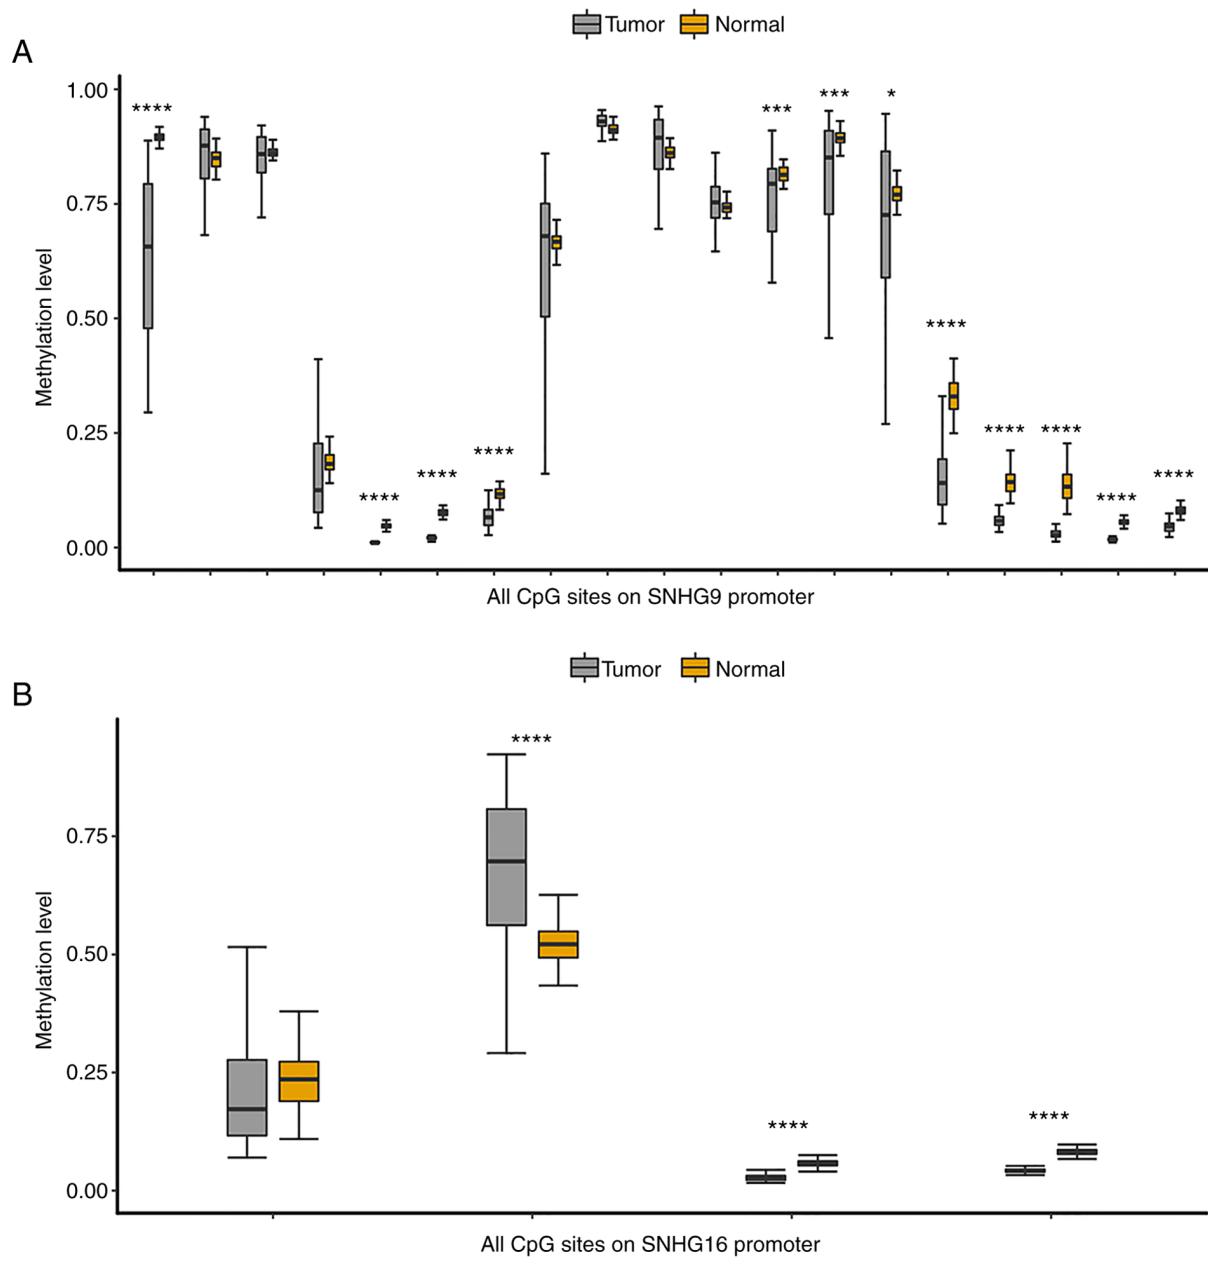 Tumor Normal
A
1.00
0.75
0.50
0.25
0.00
Methylation level
**** **** **** **** *** *** * **** **** **** **** ****
All CpG sites on SNHG9 promoter
Tumor Normal
B
0.75
0.50
0.25
0.00
Methylation level
**** **** ****
All CpG sites on SNHG16 promoter